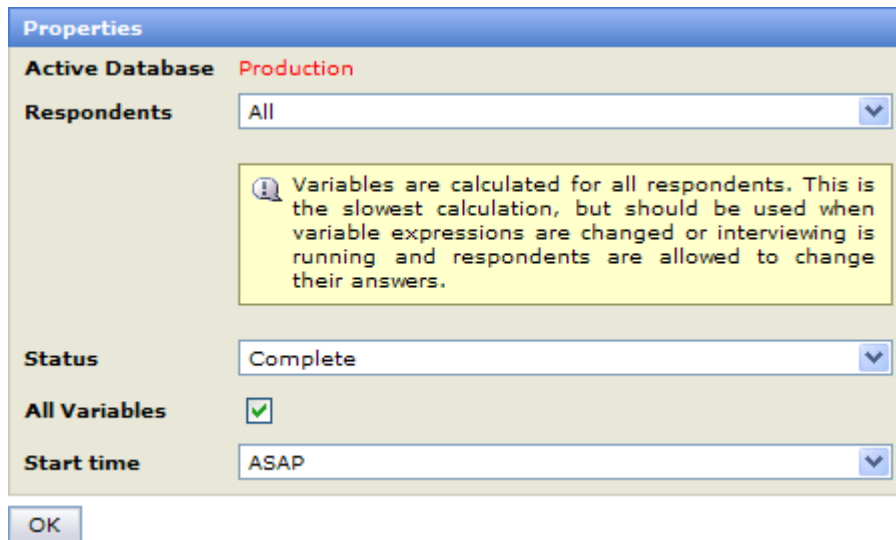 Properties
Active Database Production
Respondents All
Variables are calculated for all respondents. This is
the slowest calculation, but should be used when
variable expressions are changed or interviewing is
running and respondents are allowed to change
their answers.
Status Complete
All Variables
Start time ASAP
OK